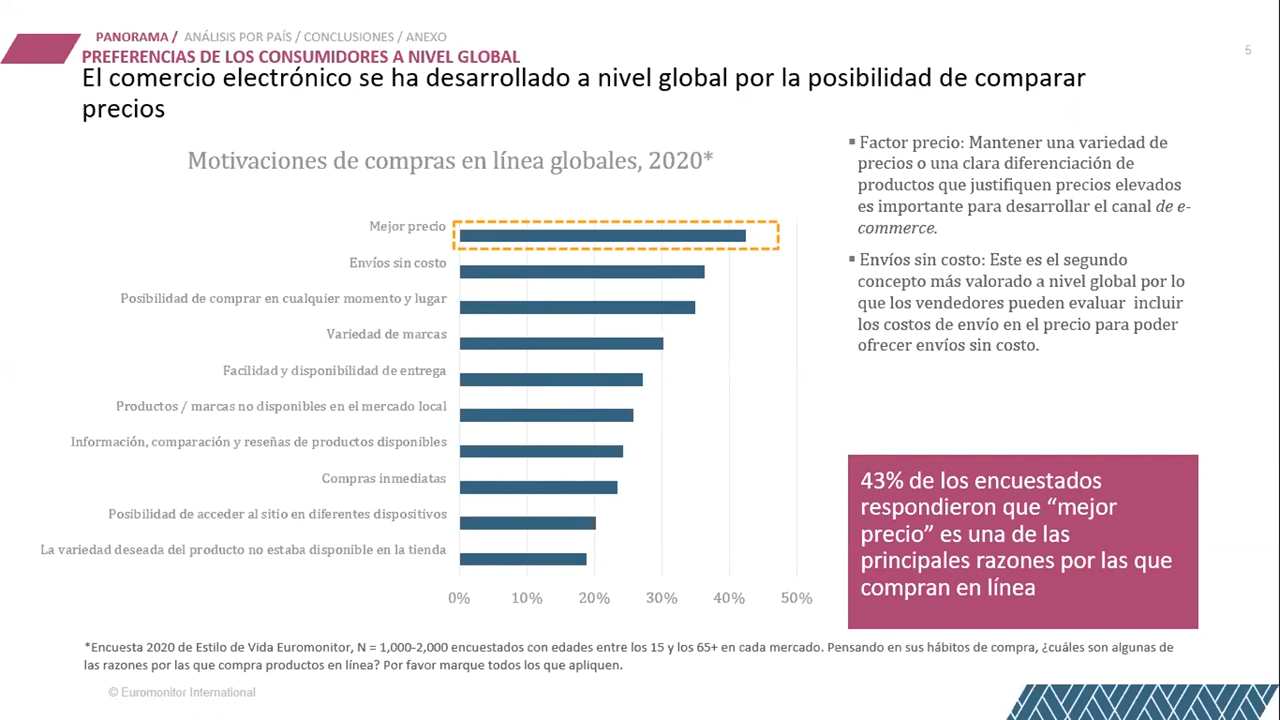 PANORAMA / ANÁLISIS POR PAÍS / CONCLUSIONES / ANEXO
5
PREFERENCIAS DE LOS CONSUMIDORES A NIVEL GLOBAL
El comercio electrónico se ha desarrollado a nivel global por la posibilidad de comparar
precios
Motivaciones de compras en línea globales, 2020*
Mejor precio
Envíos sin costo
Posibilidad de comprar en cualquier momento y lugar
Variedad de marcas
Facilidad y disponibilidad de entrega
Productos / marcas no disponibles en el mercado local
Información, comparación y reseñas de productos disponibles
Compras inmediatas
Posibilidad de acceder al sitio en diferentes dispositivos
La variedad deseada del producto no estaba disponible en la tienda
0% 10% 20% 30% 40% 50%
▪ Factor precio: Mantener una variedad de
precios o una clara diferenciación de
productos que justifiquen precios elevados
es importante para desarrollar el canal de e-
commerce.
▪ Envíos sin costo: Este es el segundo
concepto más valorado a nivel global por lo
que los vendedores pueden evaluar incluir
los costos de envío en el precio para poder
ofrecer envíos sin costo.
43% de los encuestados
respondieron que “mejor
precio” es una de las
principales razones por las que
compran en línea
*Encuesta 2020 de Estilo de Vida Euromonitor, N = 1,000-2,000 encuestados con edades entre los 15 y los 65+ en cada mercado. Pensando en sus hábitos de compra, ¿cuáles son algunas de
las razones por las que compra productos en línea? Por favor marque todos los que apliquen.
© Euromonitor International